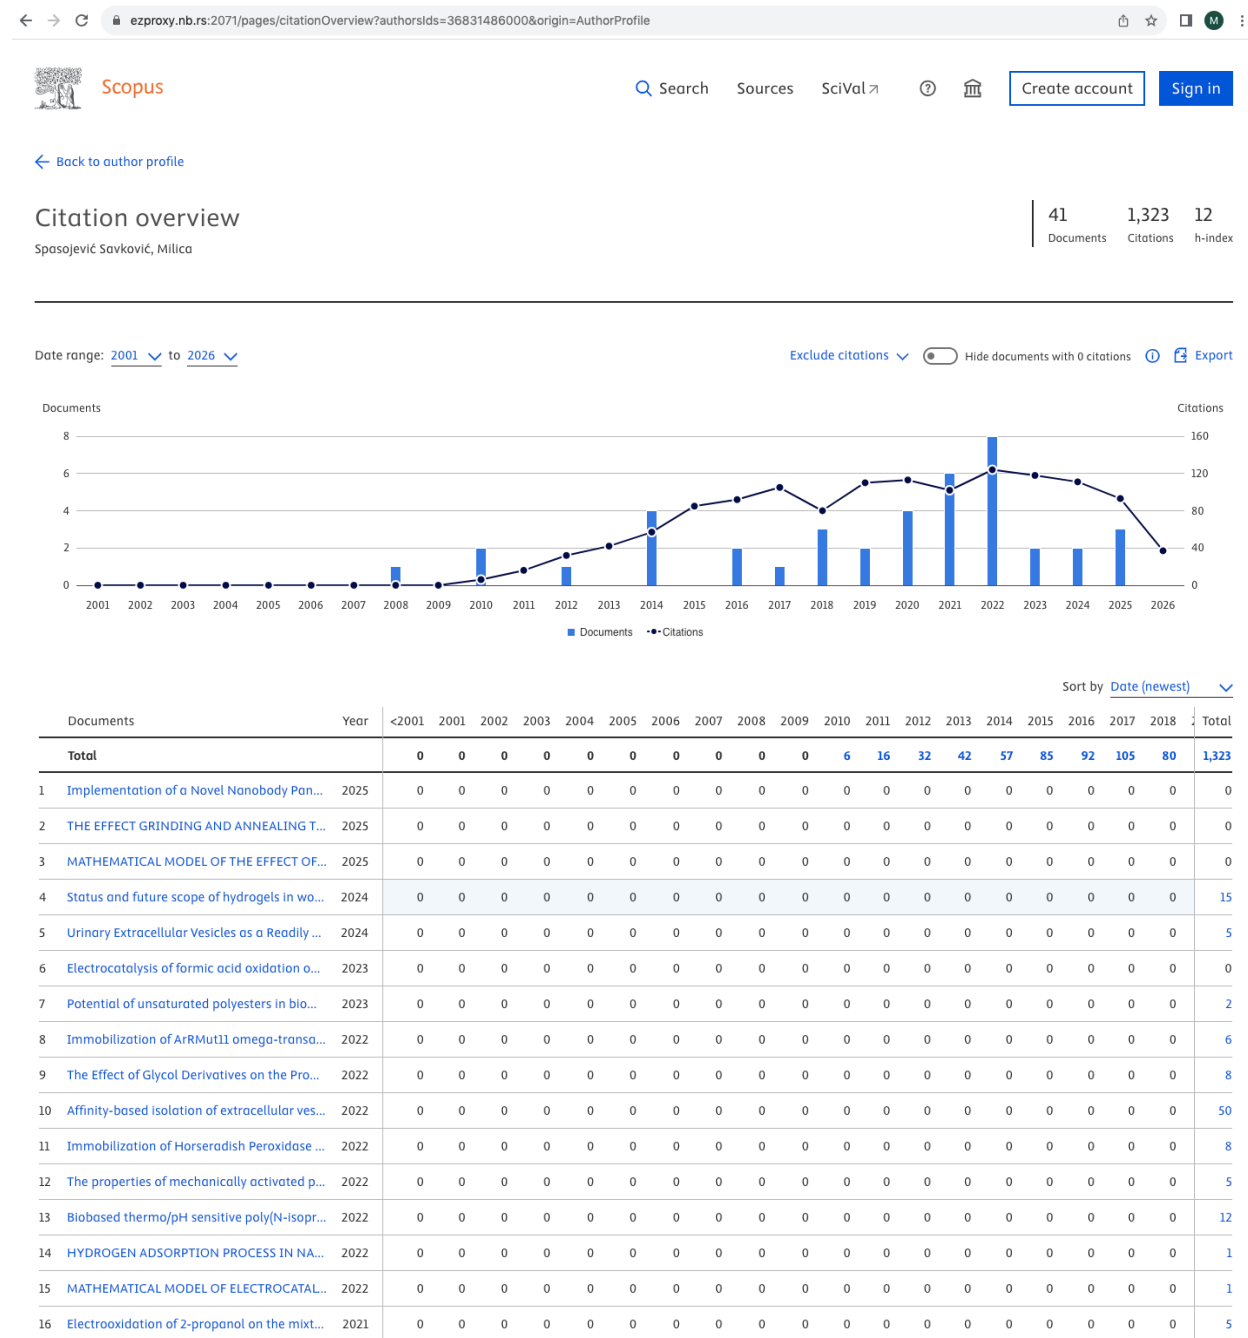 ezproxy.nb.rs:2071/pages/citationOverview?authorsIds=36831486000&origin=AuthorProfile
M
Scopus
Search Sources SciVal Create account Sign in
Back to author profile
Citation overview
Spasojević Savković, Milica
41 1,323 12
Documents Citations h-index
Date range: 2001 to 2026
Exclude citations Hide documents with 0 citations Export
Documents Citations
8 160
6 120
4 80
2 40
0 0
2001 2002 2003 2004 2005 2006 2007 2008 2009 2010 2011 2012 2013 2014 2015 2016 2017 2018 2019 2020 2021 2022 2023 2024 2025 2026
Documents Citations
Sort by Date (newest)
Documents Year <2001 2001 2002 2003 2004 2005 2006 2007 2008 2009 2010 2011 2012 2013 2014 2015 2016 2017 2018 Total
Total 0 0 0 0 0 0 0 0 0 0 6 16 32 42 57 85 92 105 80 1,323
1 Implementation of a Novel Nanobody Pan... 2025 0 0 0 0 0 0 0 0 0 0 0 0 0 0 0 0 0 0 0 0
2 THE EFFECT GRINDING AND ANNEALING T... 2025 0 0 0 0 0 0 0 0 0 0 0 0 0 0 0 0 0 0 0 0
3 MATHEMATICAL MODEL OF THE EFFECT OF... 2025 0 0 0 0 0 0 0 0 0 0 0 0 0 0 0 0 0 0 0 0
4 Status and future scope of hydrogels in wo... 2024 0 0 0 0 0 0 0 0 0 0 0 0 0 0 0 0 0 0 0 15
5 Urinary Extracellular Vesicles as a Readily ... 2024 0 0 0 0 0 0 0 0 0 0 0 0 0 0 0 0 0 0 0 5
6 Electrocatalysis of formic acid oxidation o... 2023 0 0 0 0 0 0 0 0 0 0 0 0 0 0 0 0 0 0 0 0
7 Potential of unsaturated polyesters in bio... 2023 0 0 0 0 0 0 0 0 0 0 0 0 0 0 0 0 0 0 0 2
8 Immobilization of ArRMut11 omega-transa... 2022 0 0 0 0 0 0 0 0 0 0 0 0 0 0 0 0 0 0 0 6
9 The Effect of Glycol Derivatives on the Pro... 2022 0 0 0 0 0 0 0 0 0 0 0 0 0 0 0 0 0 0 0 8
10 Affinity-based isolation of extracellular ves... 2022 0 0 0 0 0 0 0 0 0 0 0 0 0 0 0 0 0 0 0 50
11 Immobilization of Horseradish Peroxidase ... 2022 0 0 0 0 0 0 0 0 0 0 0 0 0 0 0 0 0 0 0 8
12 The properties of mechanically activated p... 2022 0 0 0 0 0 0 0 0 0 0 0 0 0 0 0 0 0 0 0 5
13 Biobased thermo/pH sensitive poly(N-isopr... 2022 0 0 0 0 0 0 0 0 0 0 0 0 0 0 0 0 0 0 0 12
14 HYDROGEN ADSORPTION PROCESS IN NA... 2022 0 0 0 0 0 0 0 0 0 0 0 0 0 0 0 0 0 0 0 1
15 MATHEMATICAL MODEL OF ELECTROCATAL... 2022 0 0 0 0 0 0 0 0 0 0 0 0 0 0 0 0 0 0 0 1
16 Electrooxidation of 2-propanol on the mixt... 2021 0 0 0 0 0 0 0 0 0 0 0 0 0 0 0 0 0 0 0 5